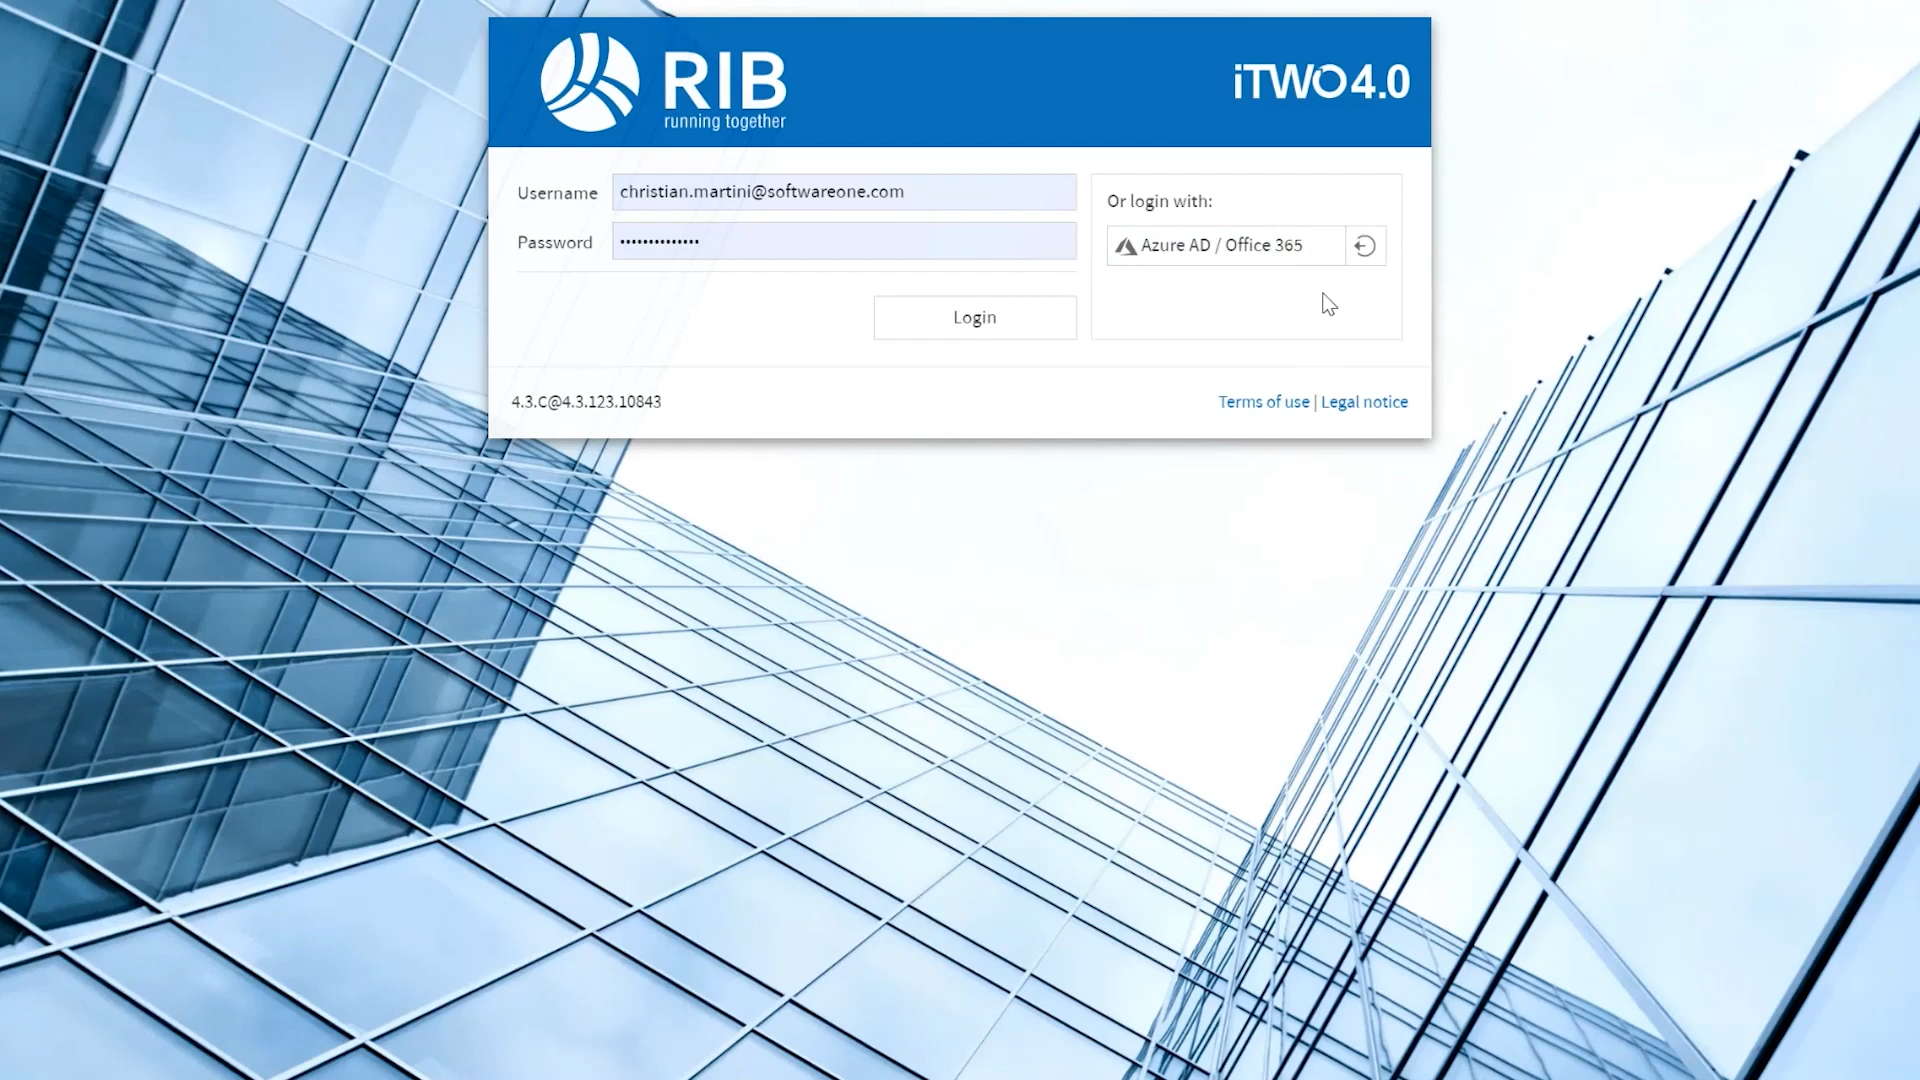 RIB
running together
iTWO4.0
Username
christian.martini@softwareone.com
Password
••••••••••••••
Login
Or login with:
Azure AD / Office 365
4.3.C@4.3.123.10843
Terms of use | Legal notice